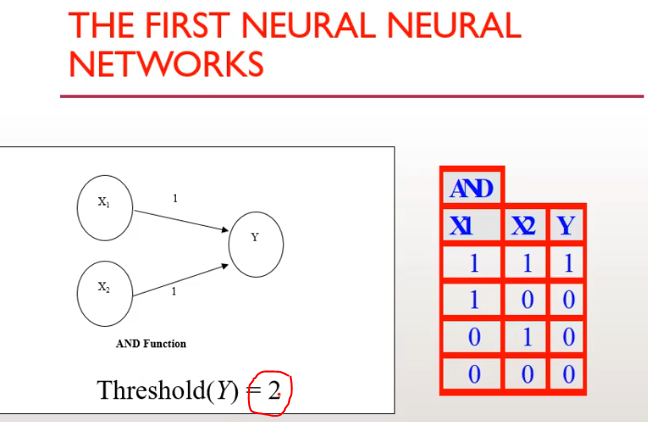 THE FIRST NEURAL NEURAL
NETWORKS
X₁
1
Y
X₂
1
AND Function
Threshold(Y) = 2
AND
X1 X2 Y
1 1 1
1 0 0
0 1 0
0 0 0